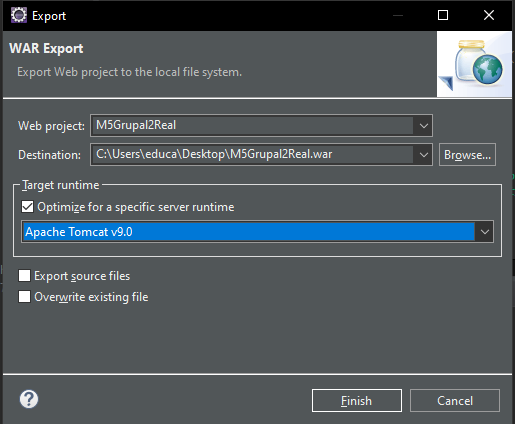 Export
WAR Export
Export Web project to the local file system.
Web project: M5Grupal2Real
Destination: C:\Users\educa\Desktop\M5Grupal2Real.war Browse...
Target runtime
Optimize for a specific server runtime
Apache Tomcat v9.0
Export source files
Overwrite existing file
? Finish Cancel